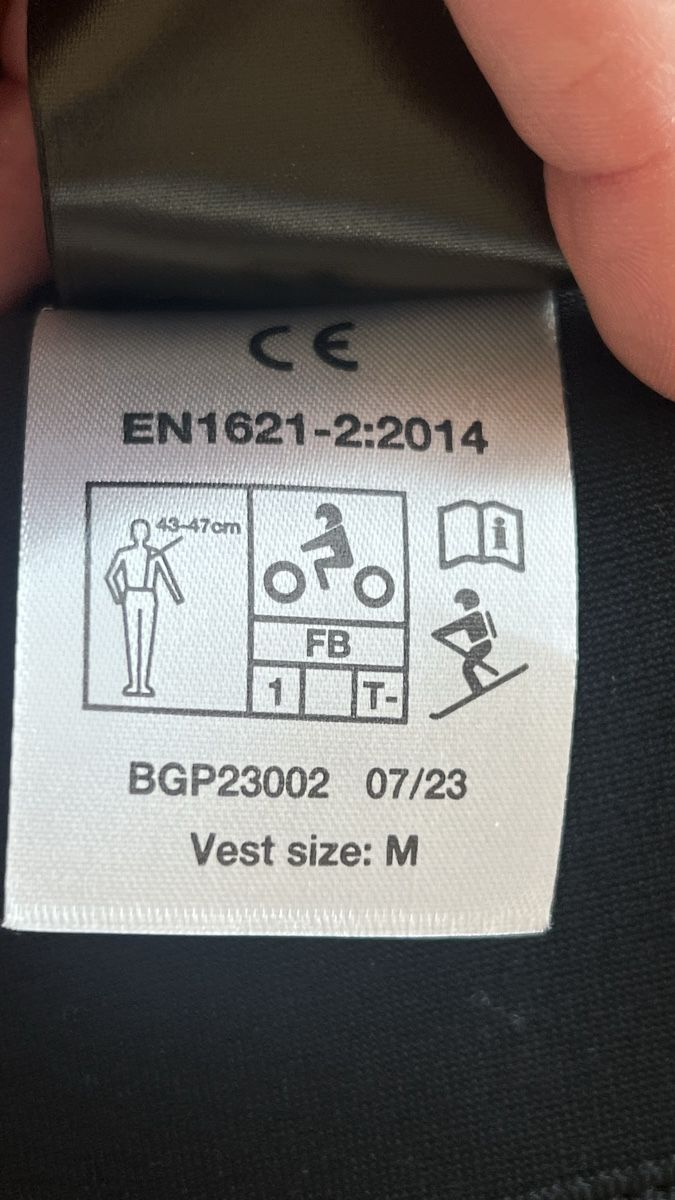 CE
EN1621-2:2014
43-47cm
i
FB
1 T-
BGP23002 07/23
Vest size: M